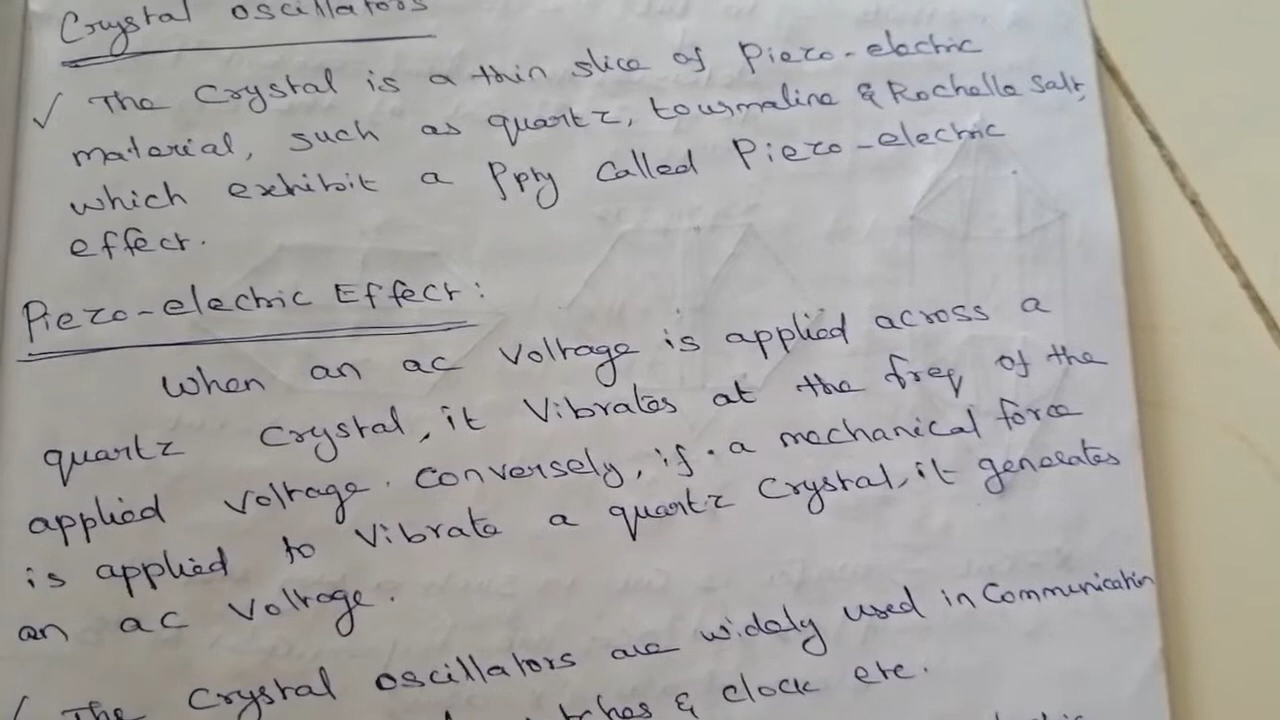 Crystal oscillators
✓ The Crystal is a thin slice of Piezo-electric
material, such as quartz, tourmaline & Rochelle Salt,
which exhibit a Ppty called Piezo-electric
effect.
Piezo-electric Effect:
When an ac Voltage is applied across a
quartz Crystal, it Vibrates at the freq of the
applied Voltage. Conversely, if a mechanical force
is applied to Vibrate a quartz Crystal, it generates
an ac Voltage.
The Crystal oscillators are widely used in Communication
& clock etc.